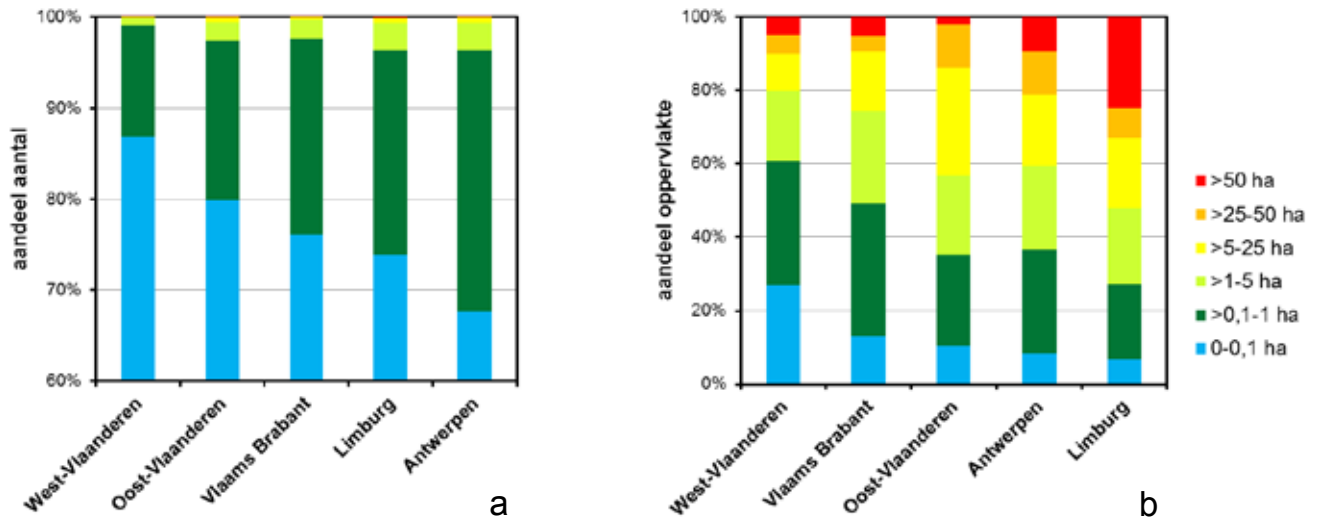 100%
90%
80%
70%
60%
aandeel aantal
West-Vlaanderen
Oost-Vlaanderen
Vlaams Brabant
Limburg
Antwerpen
a
100%
80%
60%
40%
20%
0%
aandeel oppervlakte
West-Vlaanderen
Vlaams Brabant
Oost-Vlaanderen
Antwerpen
Limburg
b
>50 ha
>25-50 ha
>5-25 ha
>1-5 ha
>0,1-1 ha
0-0,1 ha